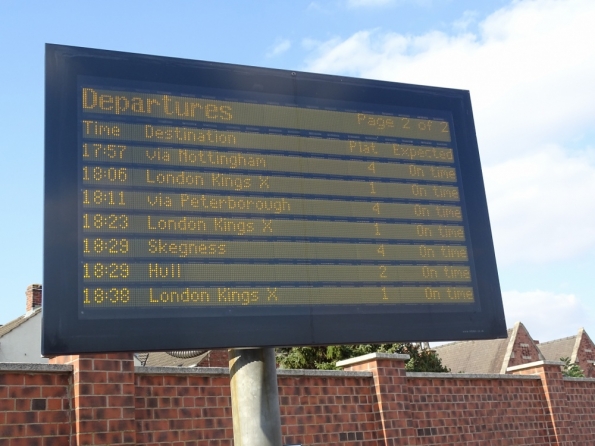 Departures Page 2 of 2
Time Destination Plat Expected
17:57 via Nottingham 4 On time
18:06 London Kings X 1 On time
18:11 via Peterborough 4 On time
18:23 London Kings X 1 On time
18:29 Skegness 4 On time
18:29 Hull 2 On time
18:38 London Kings X 1 On time